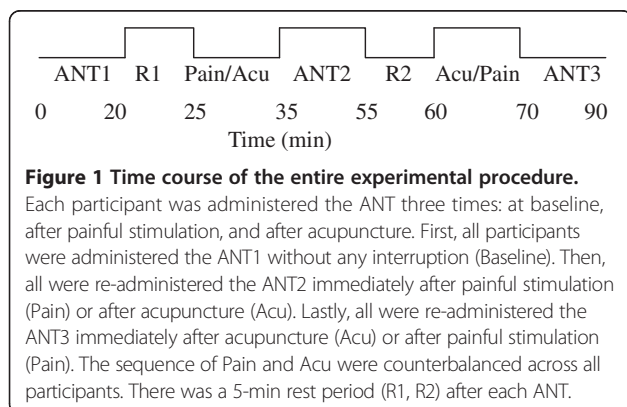 ANT1 R1 Pain/Acu ANT2 R2 Acu/Pain ANT3
0 20 25 35 55 60 70 90
Time (min)
Figure 1 Time course of the entire experimental procedure.
Each participant was administered the ANT three times: at baseline,
after painful stimulation, and after acupuncture. First, all participants
were administered the ANT1 without any interruption (Baseline). Then,
all were re-administered the ANT2 immediately after painful stimulation
(Pain) or after acupuncture (Acu). Lastly, all were re-administered the
ANT3 immediately after acupuncture (Acu) or after painful stimulation
(Pain). The sequence of Pain and Acu were counterbalanced across all
participants. There was a 5-min rest period (R1, R2) after each ANT.